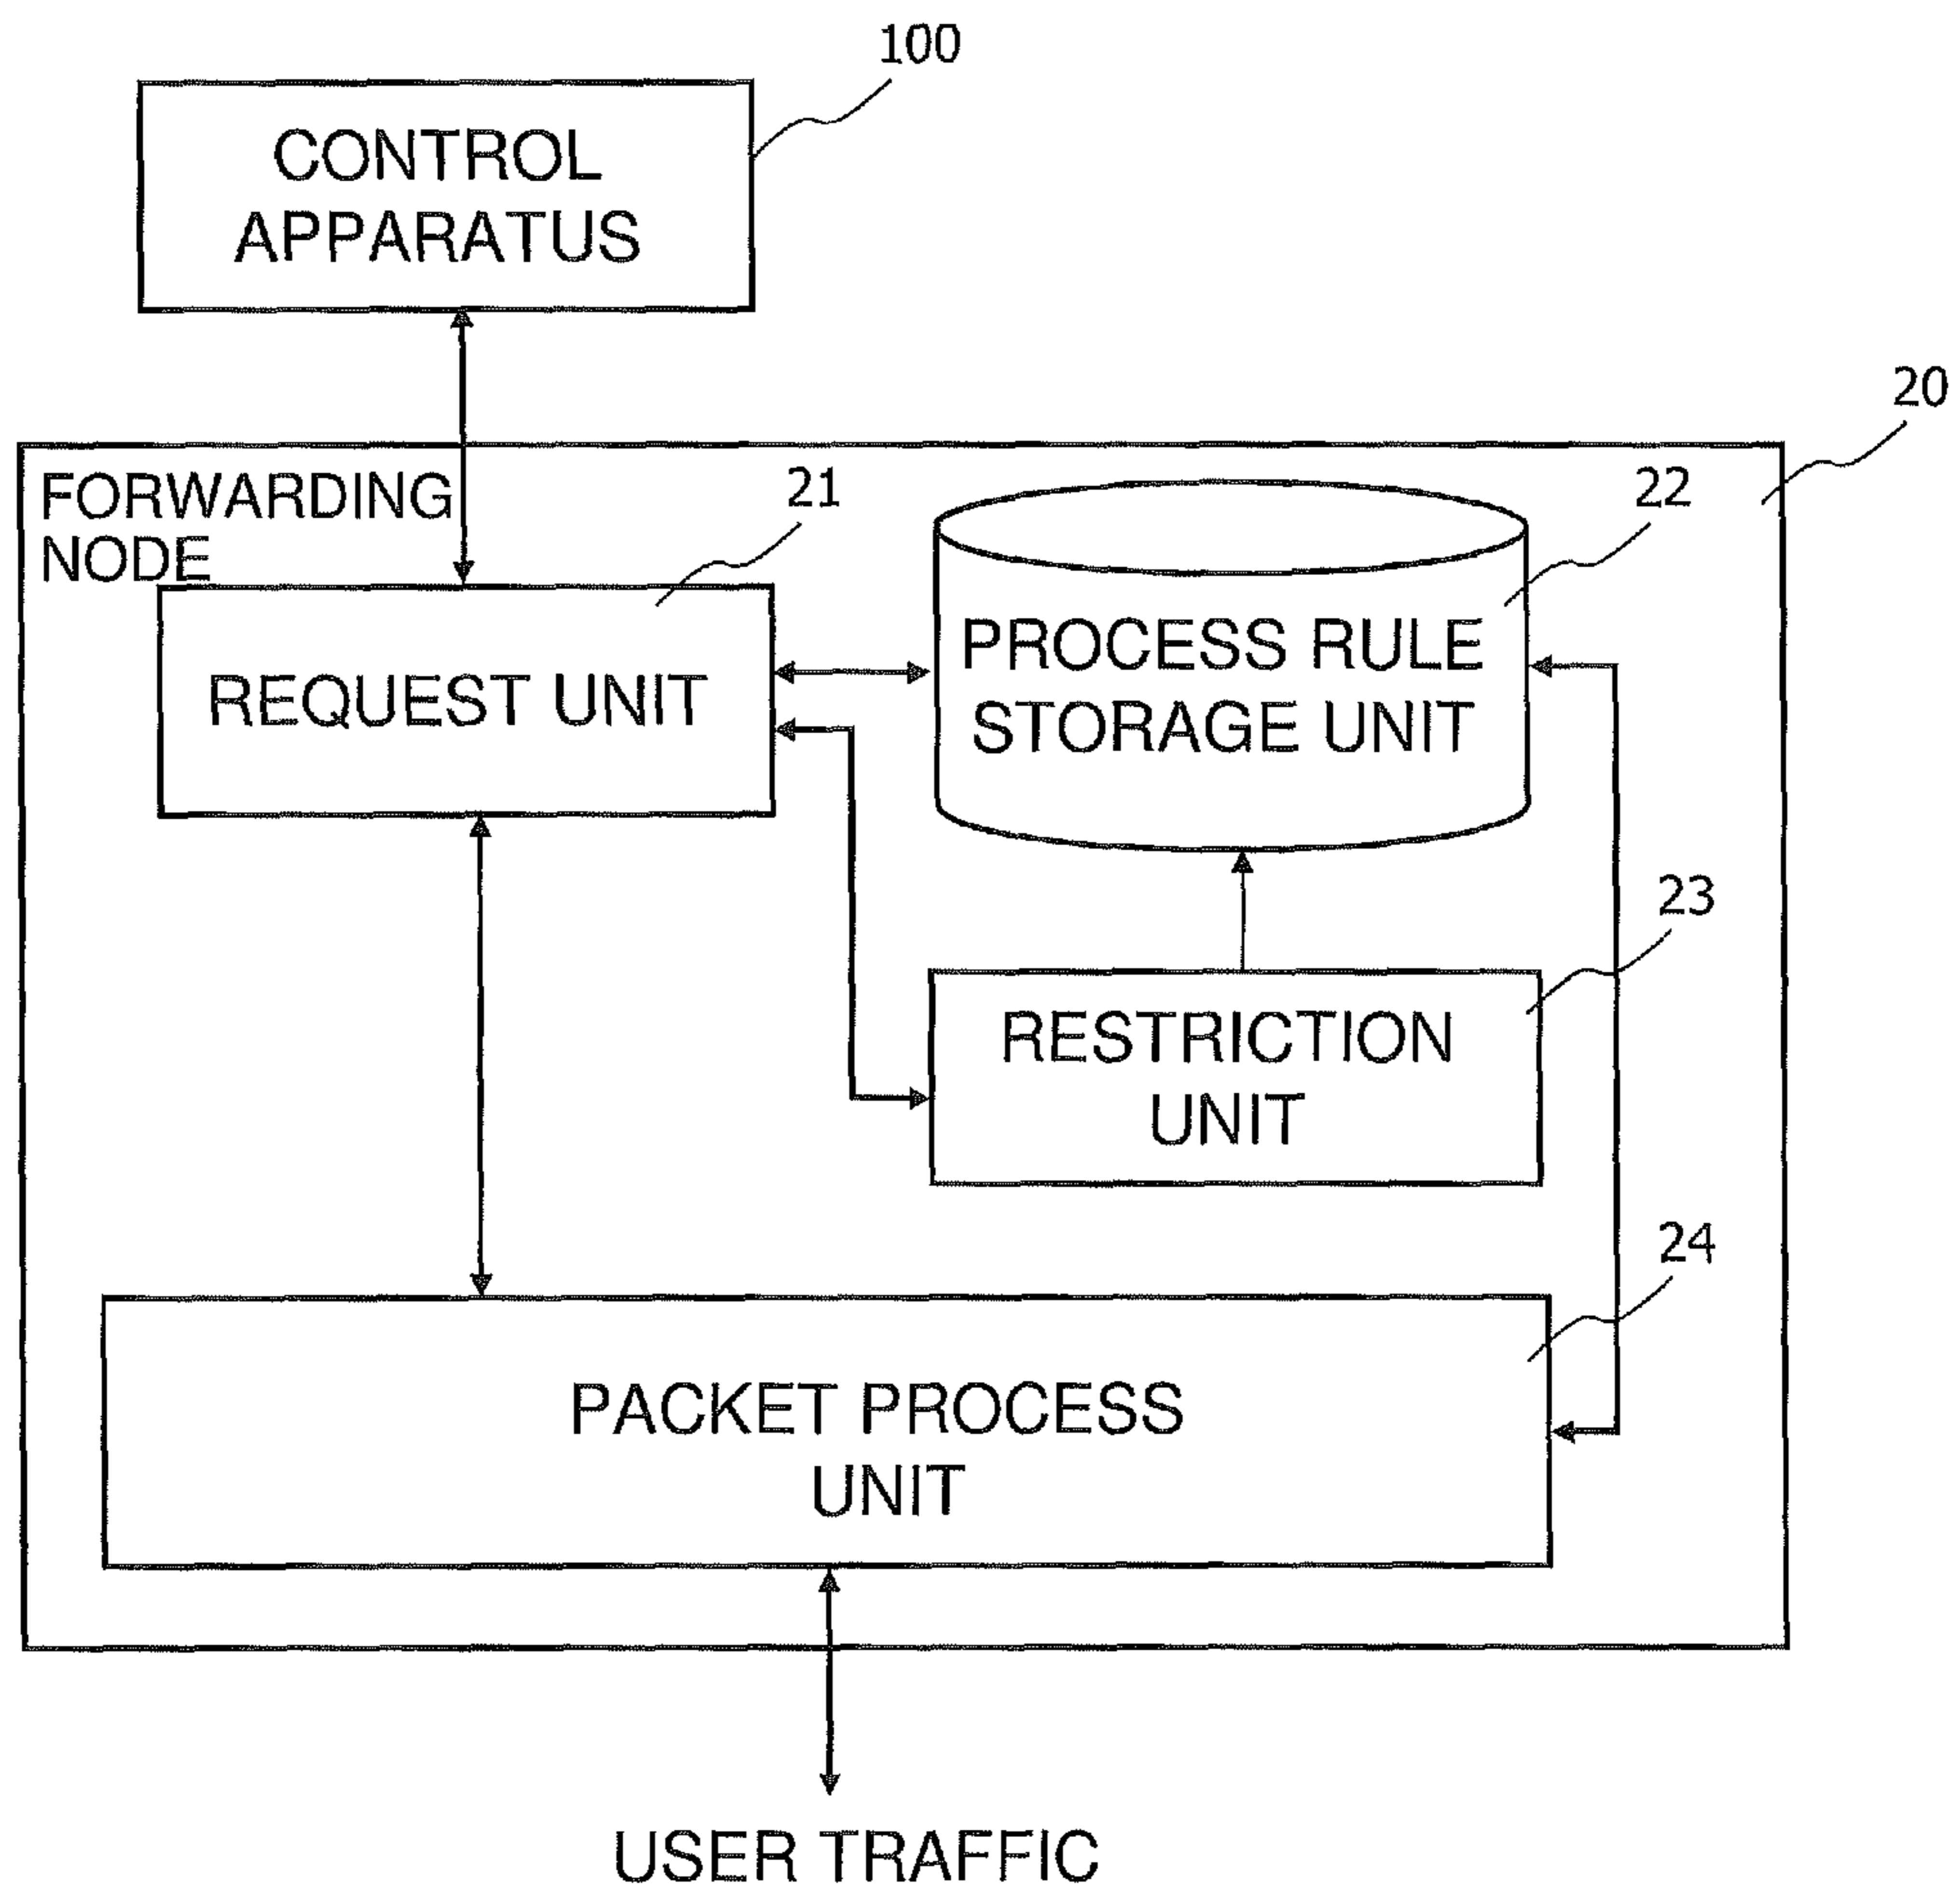 100
CONTROL
APPARATUS
20
FORWARDING
NODE
21
22
REQUEST UNIT
PROCESS RULE
STORAGE UNIT
23
RESTRICTION
UNIT
24
PACKET PROCESS
UNIT
USER TRAFFIC